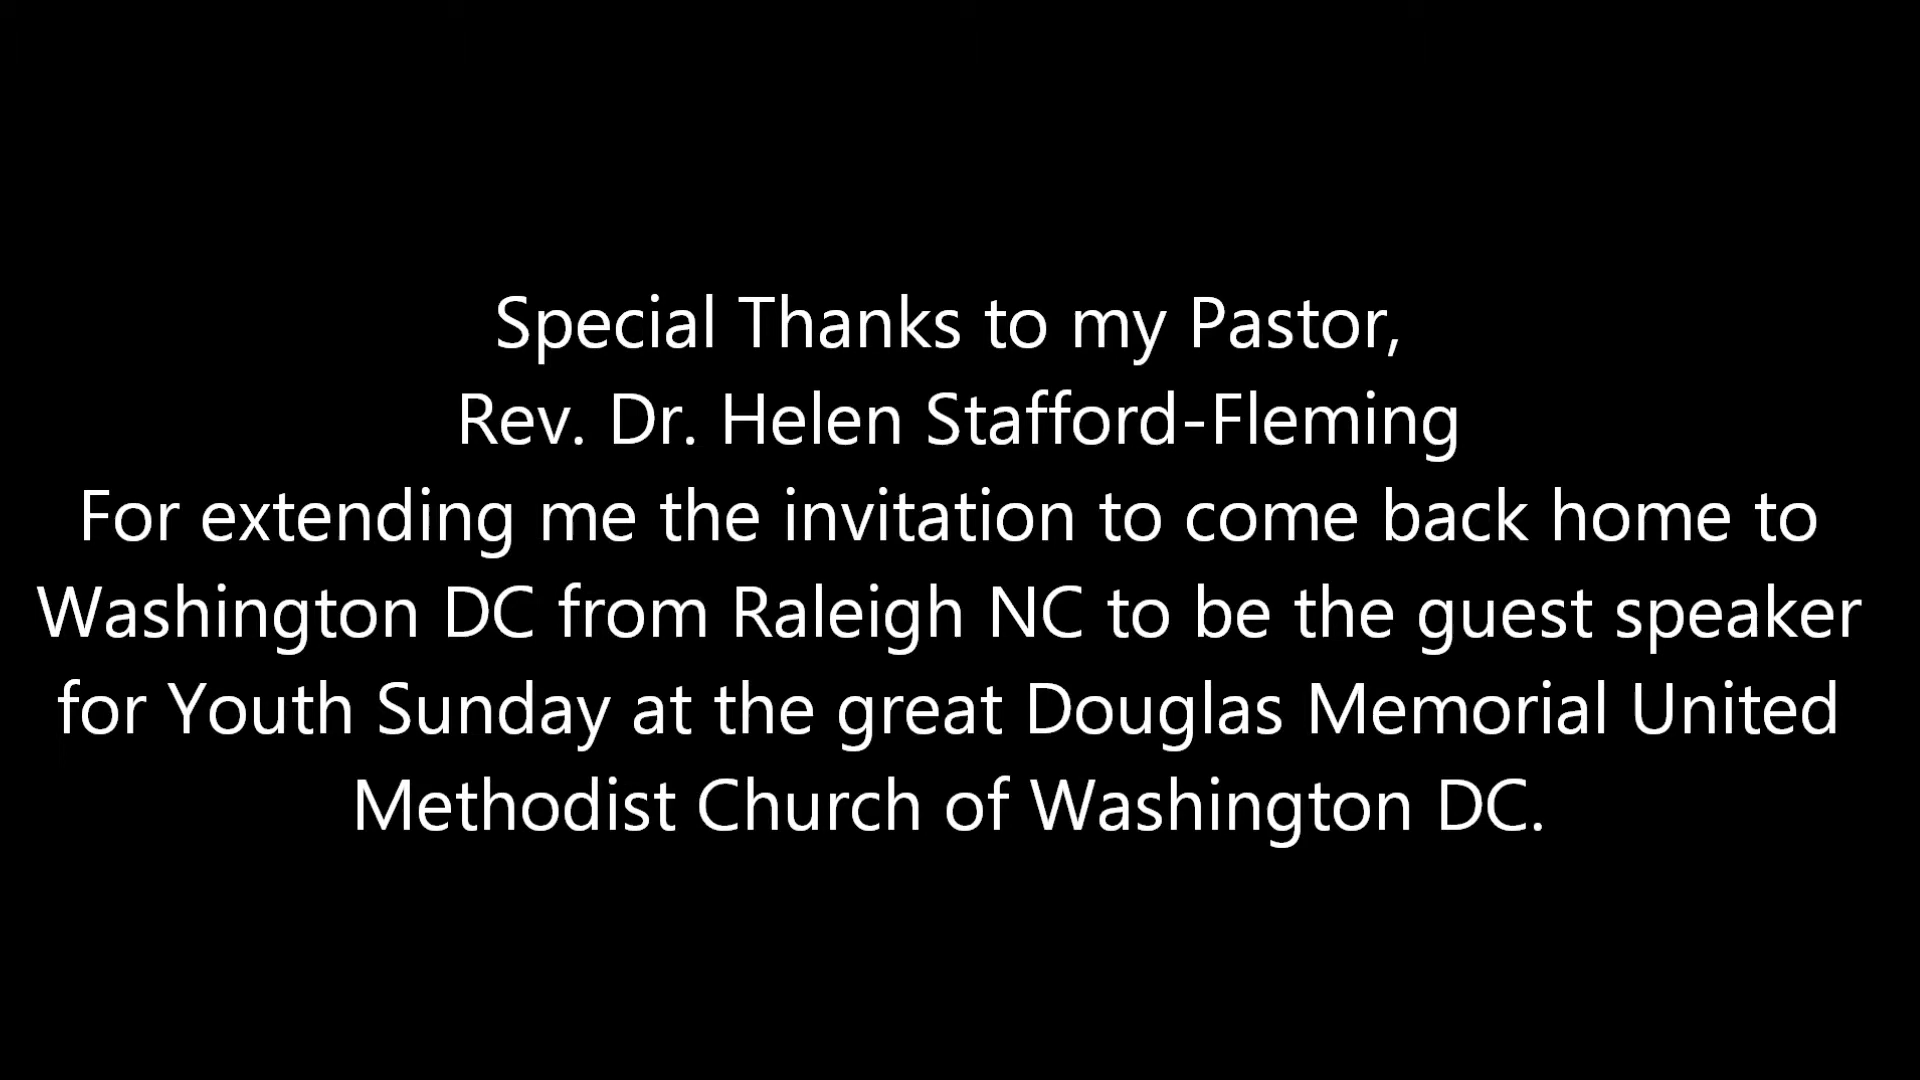 Special Thanks to my Pastor,
Rev. Dr. Helen Stafford-Fleming
For extending me the invitation to come back home to
Washington DC from Raleigh NC to be the guest speaker
for Youth Sunday at the great Douglas Memorial United
Methodist Church of Washington DC.